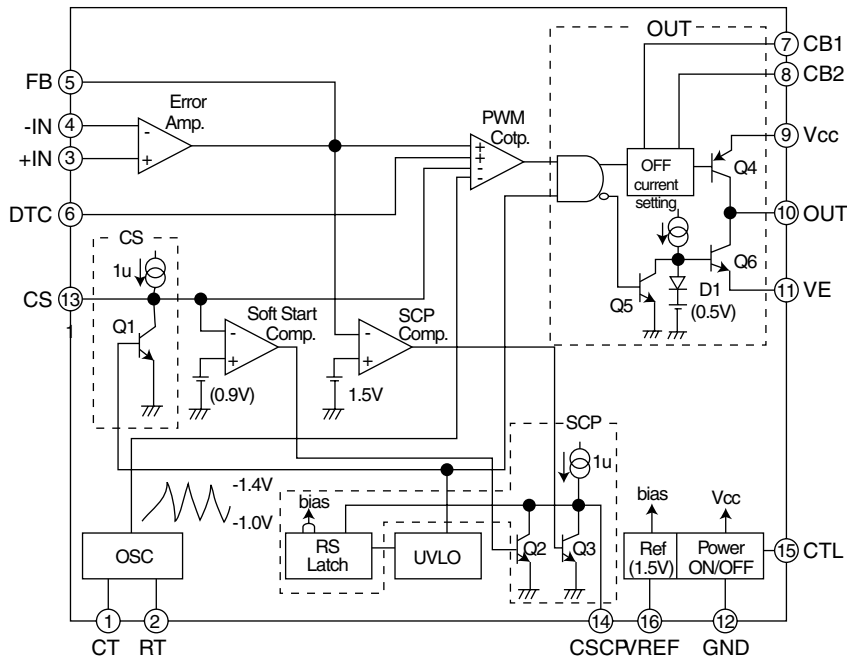 OUT
7 CB1
8 CB2
FB 5
Error
Amp.
-IN 4
-
+IN 3
+
PWM
Cotp.
+
+
-
-
9 Vcc
OFF
current
setting
Q4
DTC 6
10 OUT
CS
1u
Q6
CS 13
1
Q1
Soft Start
Comp.
-
+
SCP
Comp.
-
+
Q5
D1
(0.5V)
11 VE
(0.9V)
1.5V
SCP
1u
-1.4V
-1.0V
bias
bias
Vcc
OSC
RS
Latch
UVLO
Q2
Q3
Ref
(1.5V)
Power
ON/OFF
15 CTL
1
2
14
16
12
CT
RT
CSCP
VREF
GND